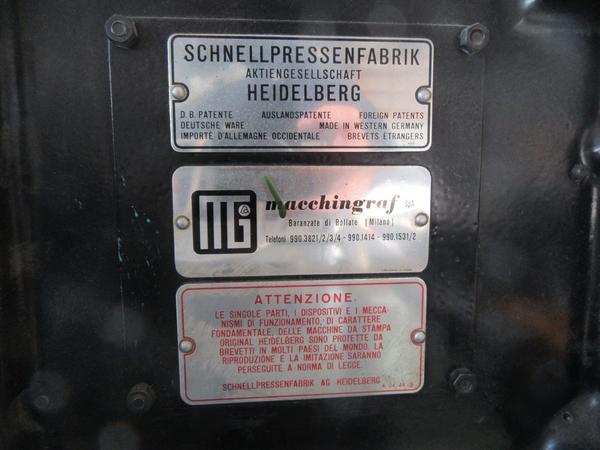 SCHNELLPRESSENFABRIK
AKTIENGESELLSCHAFT
HEIDELBERG
D.B. PATENTE AUSLANDSPATENTE FOREIGN PATENTS
DEUTSCHE WARE MADE IN WESTERN GERMANY
IMPORTÉ D'ALLEMAGNE OCCIDENTALE BREVETS ÉTRANGERS
MG
macchingraf SpA
Baranzate di Bollate (Milano)
Telefoni 990.3821/2/3/4 - 990.1414 - 990.1531/2
ATTENZIONE.
LE SINGOLE PARTI, I DISPOSITIVI E I MECCA-
NISMI DI FUNZIONAMENTO, DI CARATTERE
FONDAMENTALE, DELLE MACCHINE DA STAMPA
ORIGINAL HEIDELBERG SONO PROTETTE DA
BREVETTI IN MOLTI PAESI DEL MONDO. LA
RIPRODUZIONE E LA IMITAZIONE SARANNO
PERSEGUITE A NORMA DI LEGGE.
SCHNELLPRESSENFABRIK AG HEIDELBERG